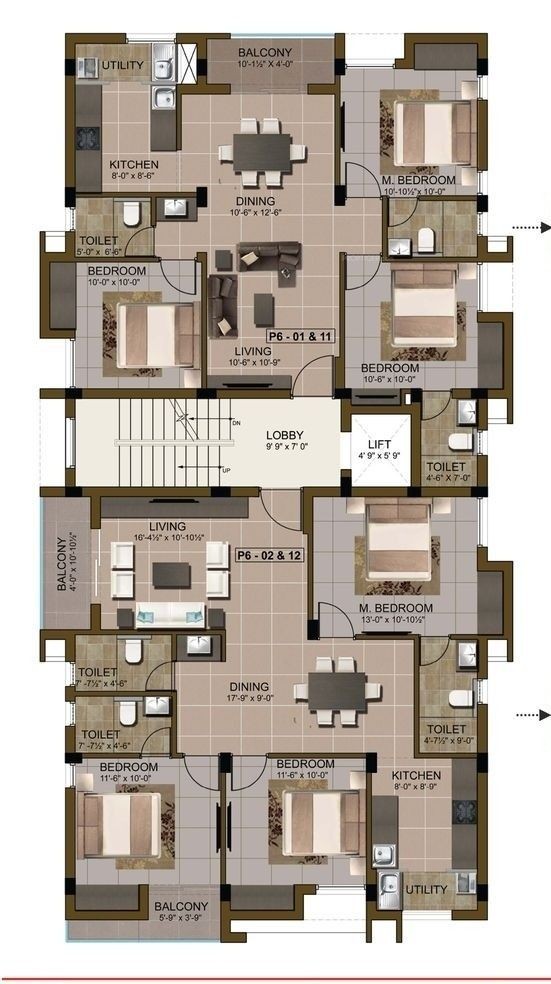 BALCONY
10'-1½" X 4'-0"
UTILITY
KITCHEN
8'-0" x 8'-6"
M. BEDROOM
10'-10½" x 10'-0"
DINING
10'-6" x 12'-6"
TOILET
5'-0" x 6'-6"
BEDROOM
10'-0" x 10'-0"
P6 - 01 & 11
LIVING
10'-6" x 10'-9"
BEDROOM
10'-6" x 10'-0"
DN
LOBBY
9' 9" x 7' 0"
LIFT
4' 9" x 5' 9"
UP
TOILET
4'-6" X 7'-0"
LIVING
16'-4½" x 10'-10½"
BALCONY
4'-0" x 10'-10½"
P6 - 02 & 12
M. BEDROOM
13'-0" x 10'-10½"
TOILET
7' -7½" x 4'-6"
DINING
17'-9" x 9'-0"
TOILET
7' -7½" x 4'-6"
TOILET
4'-7½" x 9'-0"
BEDROOM
11'-6" x 10'-0"
BEDROOM
11'-6" x 10'-0"
KITCHEN
8'-0" x 8'-9"
UTILITY
BALCONY
5'-9" x 3'-9"